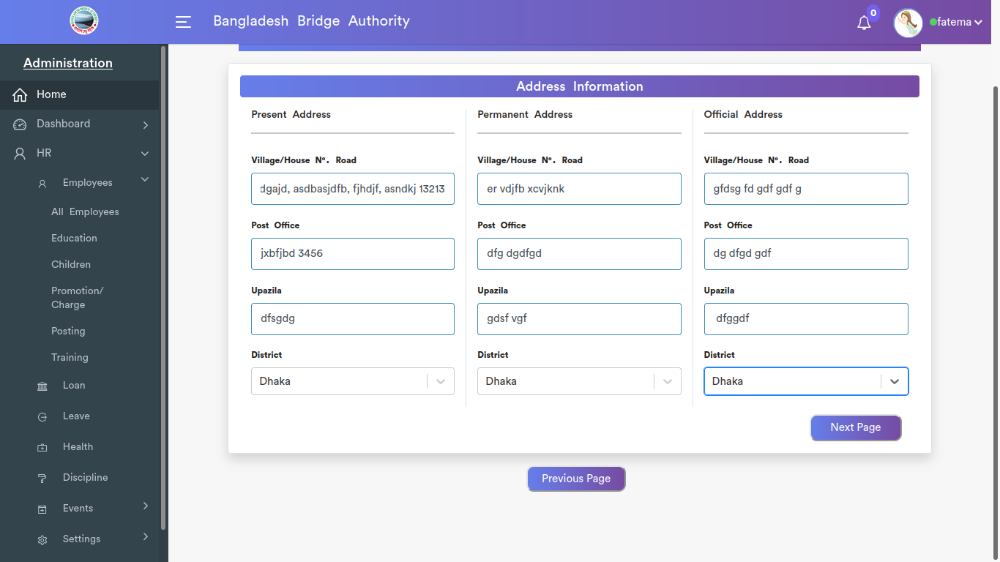 Bangladesh Bridge Authority
0
fatema
Administration
Home
Dashboard
HR
Employees
All Employees
Education
Children
Promotion/
Charge
Posting
Training
Loan
Leave
Health
Discipline
Events
Settings
Address Information
Present Address
Village/House Nº. Road
dgajd, asdbasjdfb, fjhdjf, asndkj 13213
Post Office
jxbfjbd 3456
Upazila
dfsgdg
District
Dhaka
Permanent Address
Village/House Nº. Road
er vdjfb xcvjknk
Post Office
dfg dgdfgd
Upazila
gdsf vgf
District
Dhaka
Official Address
Village/House Nº. Road
gfdsg fd gdf gdf g
Post Office
dg dfgd gdf
Upazila
dfggdf
District
Dhaka
Next Page
Previous Page